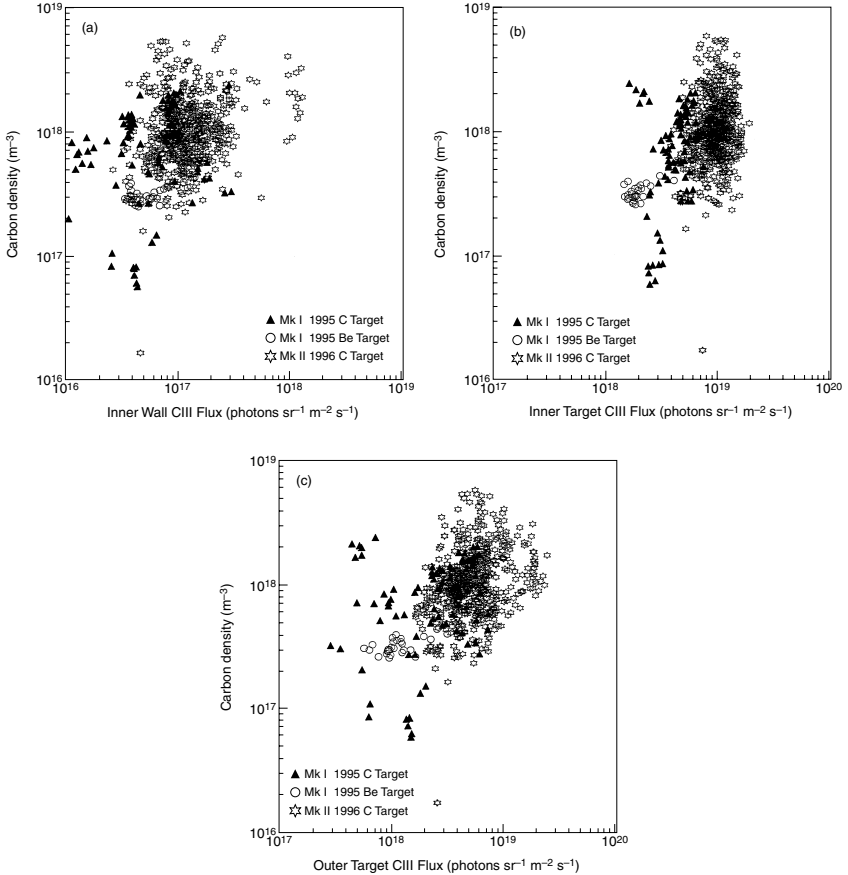 (a)
10¹⁹
10¹⁸
10¹⁷
10¹⁶
Carbon density (m⁻³)
▲ Mk I 1995 C Target
○ Mk I 1995 Be Target
✡ Mk II 1996 C Target
10¹⁶ 10¹⁷ 10¹⁸ 10¹⁹
Inner Wall CIII Flux (photons sr⁻¹ m⁻² s⁻¹)
(b)
10¹⁹
10¹⁸
10¹⁷
10¹⁶
Carbon density (m⁻³)
▲ Mk I 1995 C Target
○ Mk I 1995 Be Target
✡ Mk II 1996 C Target
10¹⁷ 10¹⁸ 10¹⁹ 10²⁰
Inner Target CIII Flux (photons sr⁻¹ m⁻² s⁻¹)
(c)
10¹⁹
10¹⁸
10¹⁷
10¹⁶
Carbon density (m⁻³)
▲ Mk I 1995 C Target
○ Mk I 1995 Be Target
✡ Mk II 1996 C Target
10¹⁷ 10¹⁸ 10¹⁹ 10²⁰
Outer Target CIII Flux (photons sr⁻¹ m⁻² s⁻¹)